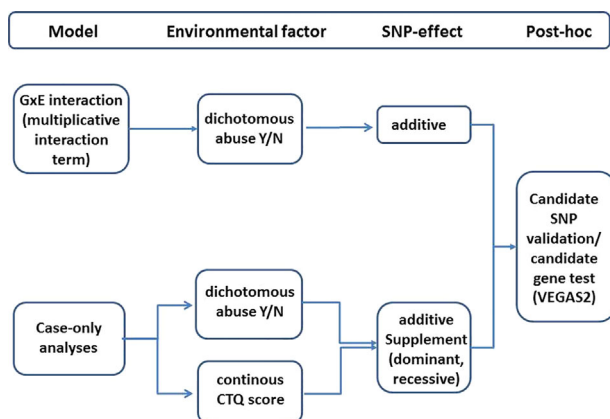 Model Environmental factor SNP-effect Post-hoc
GxE interaction
(multiplicative
interaction
term)
dichotomous
abuse Y/N
additive
Candidate
SNP
validation/
candidate
gene test
(VEGAS2)
Case-only
analyses
dichotomous
abuse Y/N
continous
CTQ score
additive
Supplement
(dominant,
recessive)